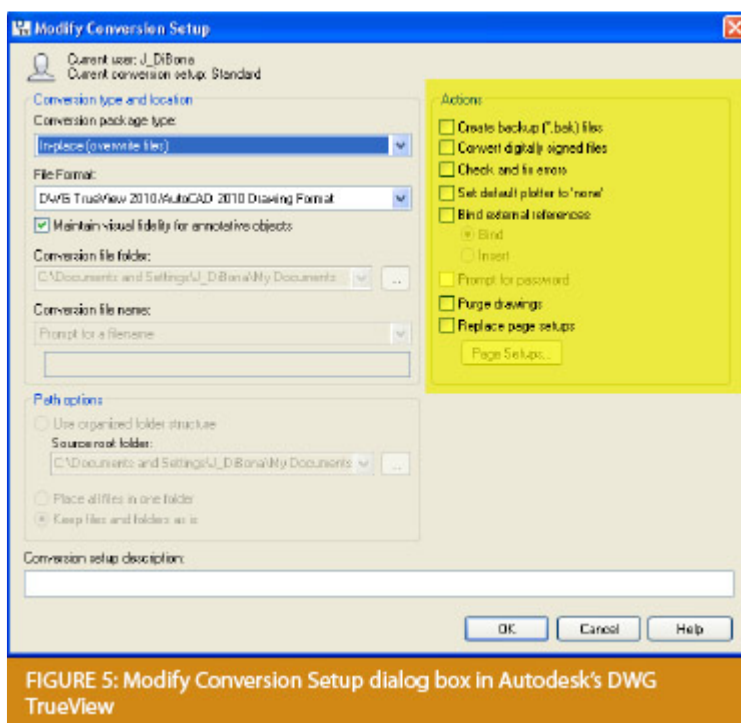 Modify Conversion Setup
Current user: J_DiBona
Current conversion setup: Standard
Conversion type and location
Conversion package type:
In-place (overwrite files)
File Format:
DWG TrueView 2010/AutoCAD 2010 Drawing Format
Maintain visual fidelity for annotative objects
Conversion file folder:
C:\Documents and Settings\J_DiBona\My Documents
...
Conversion file name:
Prompt for a filename
Path options
Use organized folder structure
Source root folder:
C:\Documents and Settings\J_DiBona\My Documents
...
Place all files in one folder
Keep files and folders as is
Actions
Create backup (*.bak) files
Convert digitally signed files
Check and fix errors
Set default plotter to 'none'
Bind external references
Bind
Insert
Prompt for password
Purge drawings
Replace page setups
Page Setups...
Conversion setup description:
OK
Cancel
Help
FIGURE 5: Modify Conversion Setup dialog box in Autodesk's DWG
TrueView